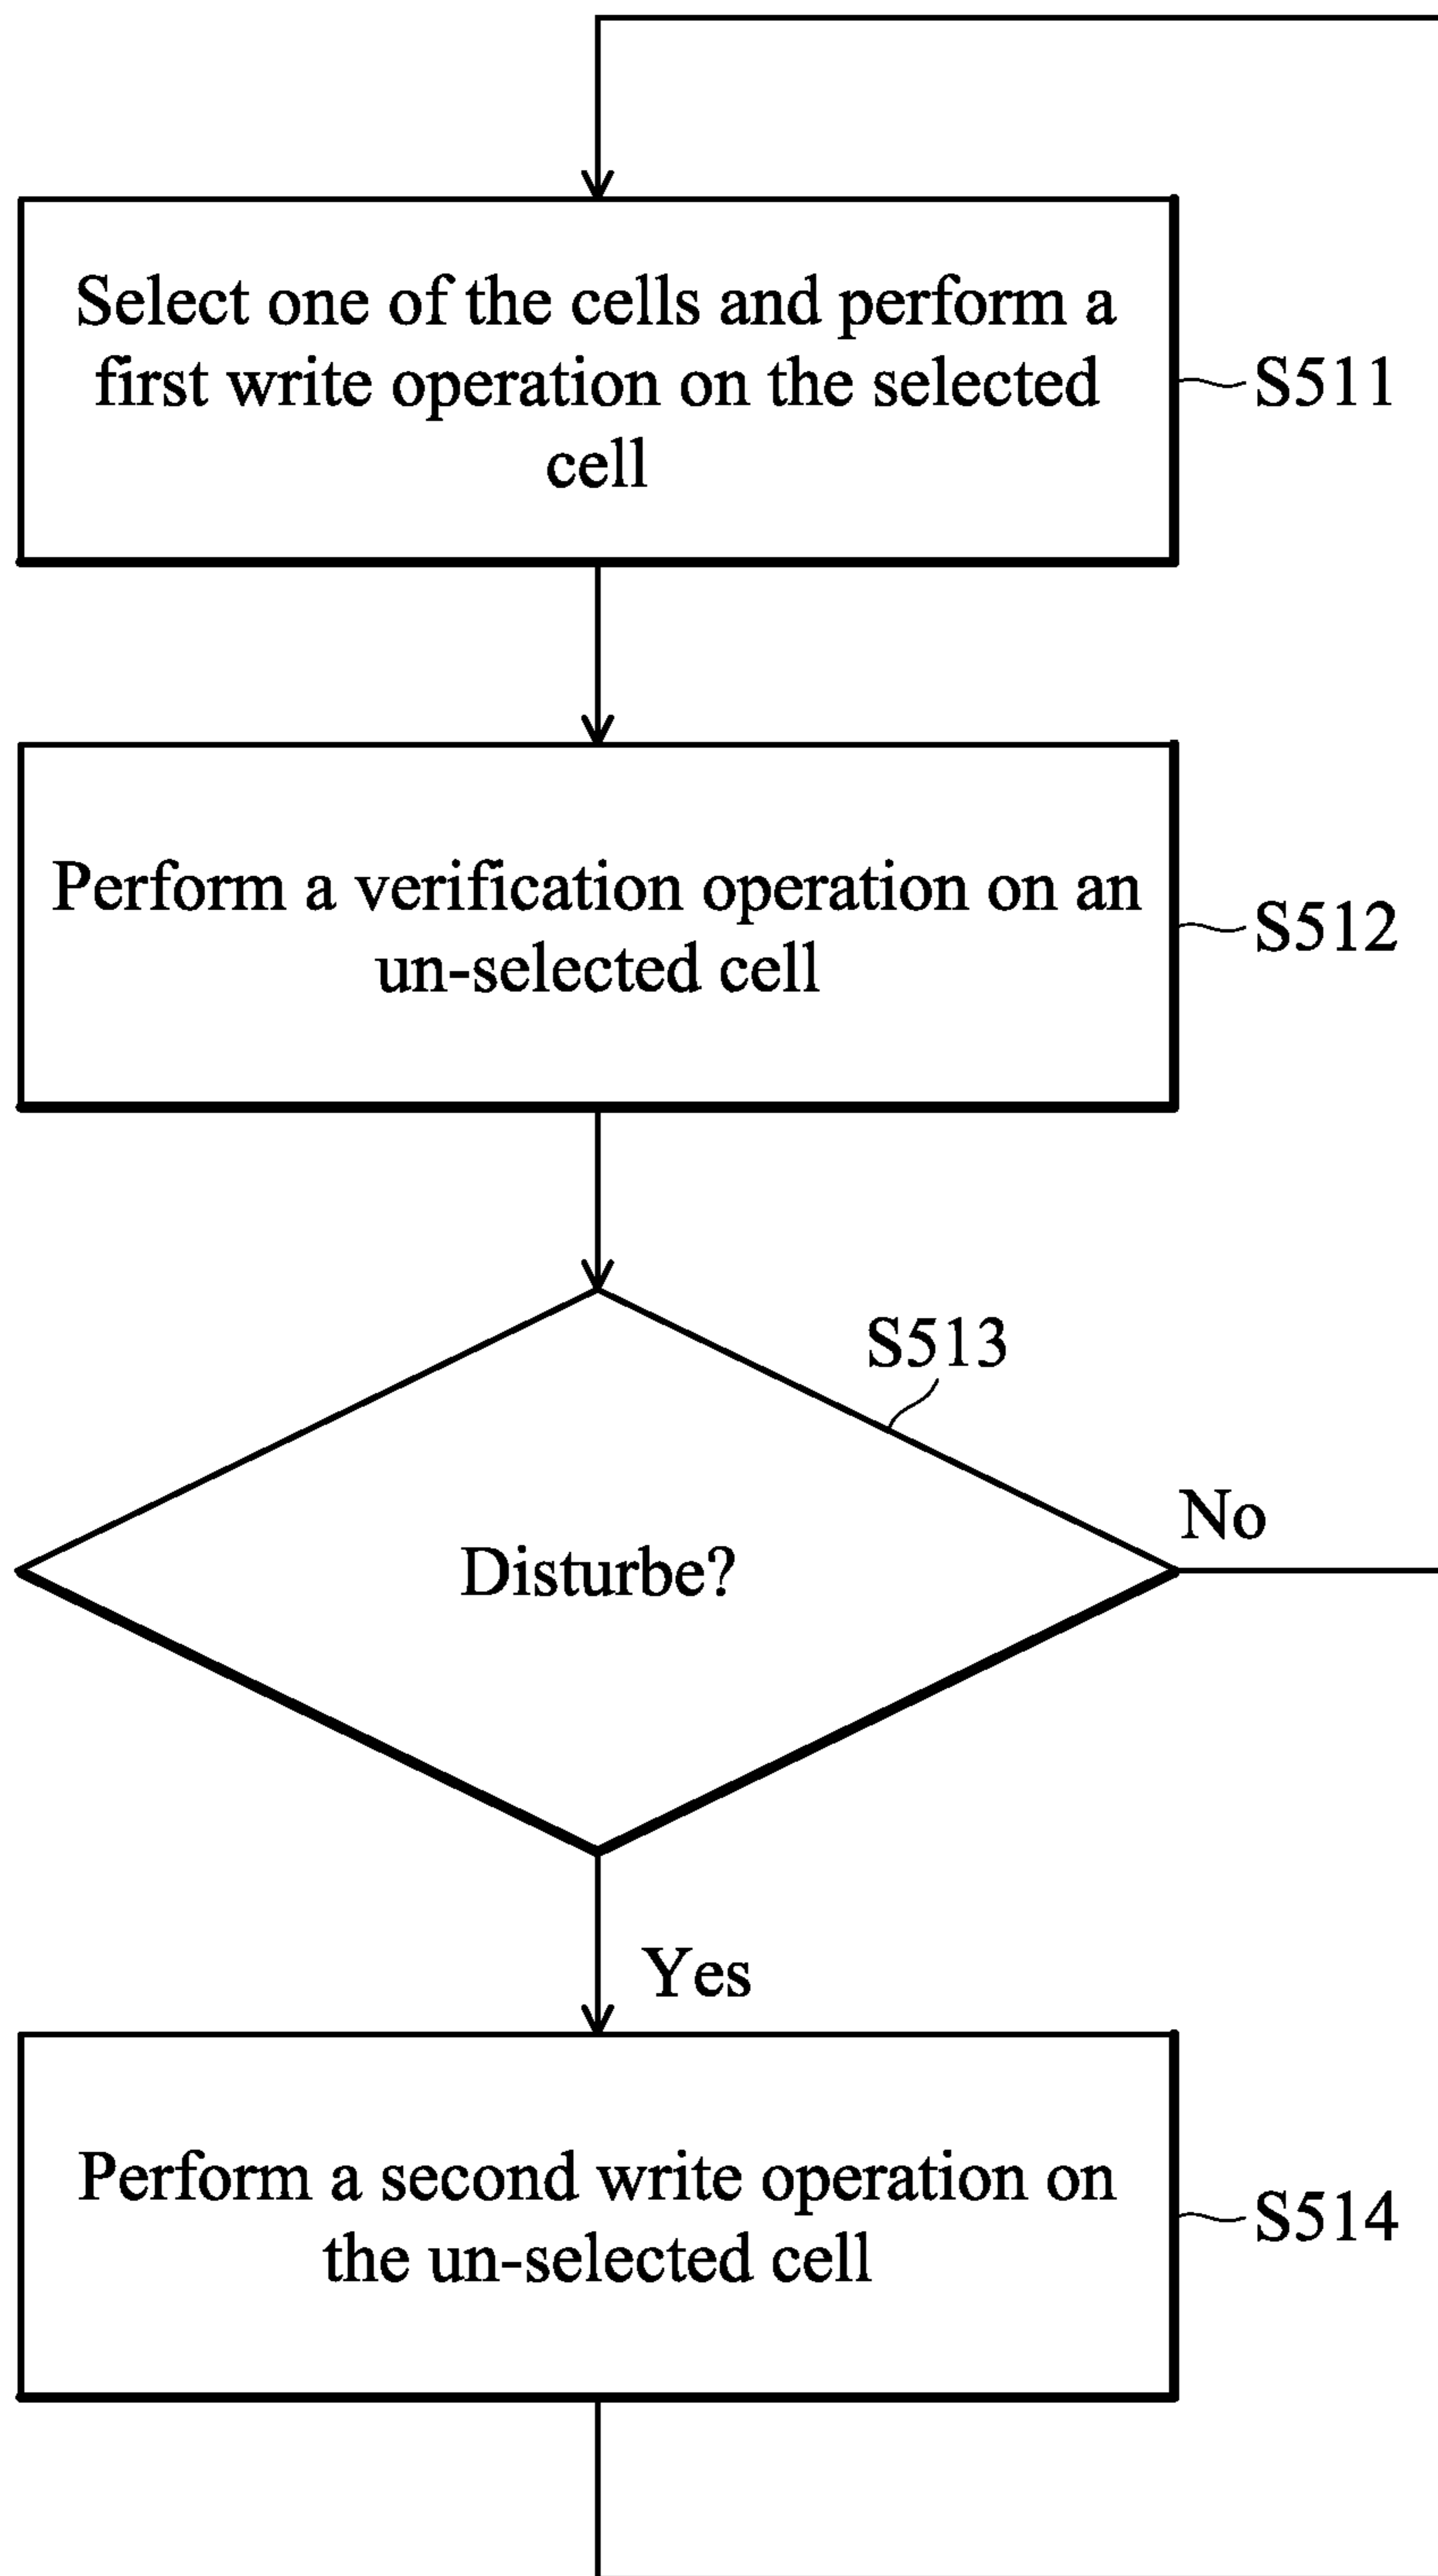 Select one of the cells and perform a
first write operation on the selected
cell
S511
Perform a verification operation on an
un-selected cell
S512
S513
Disturbe?
No
Yes
Perform a second write operation on
the un-selected cell
S514